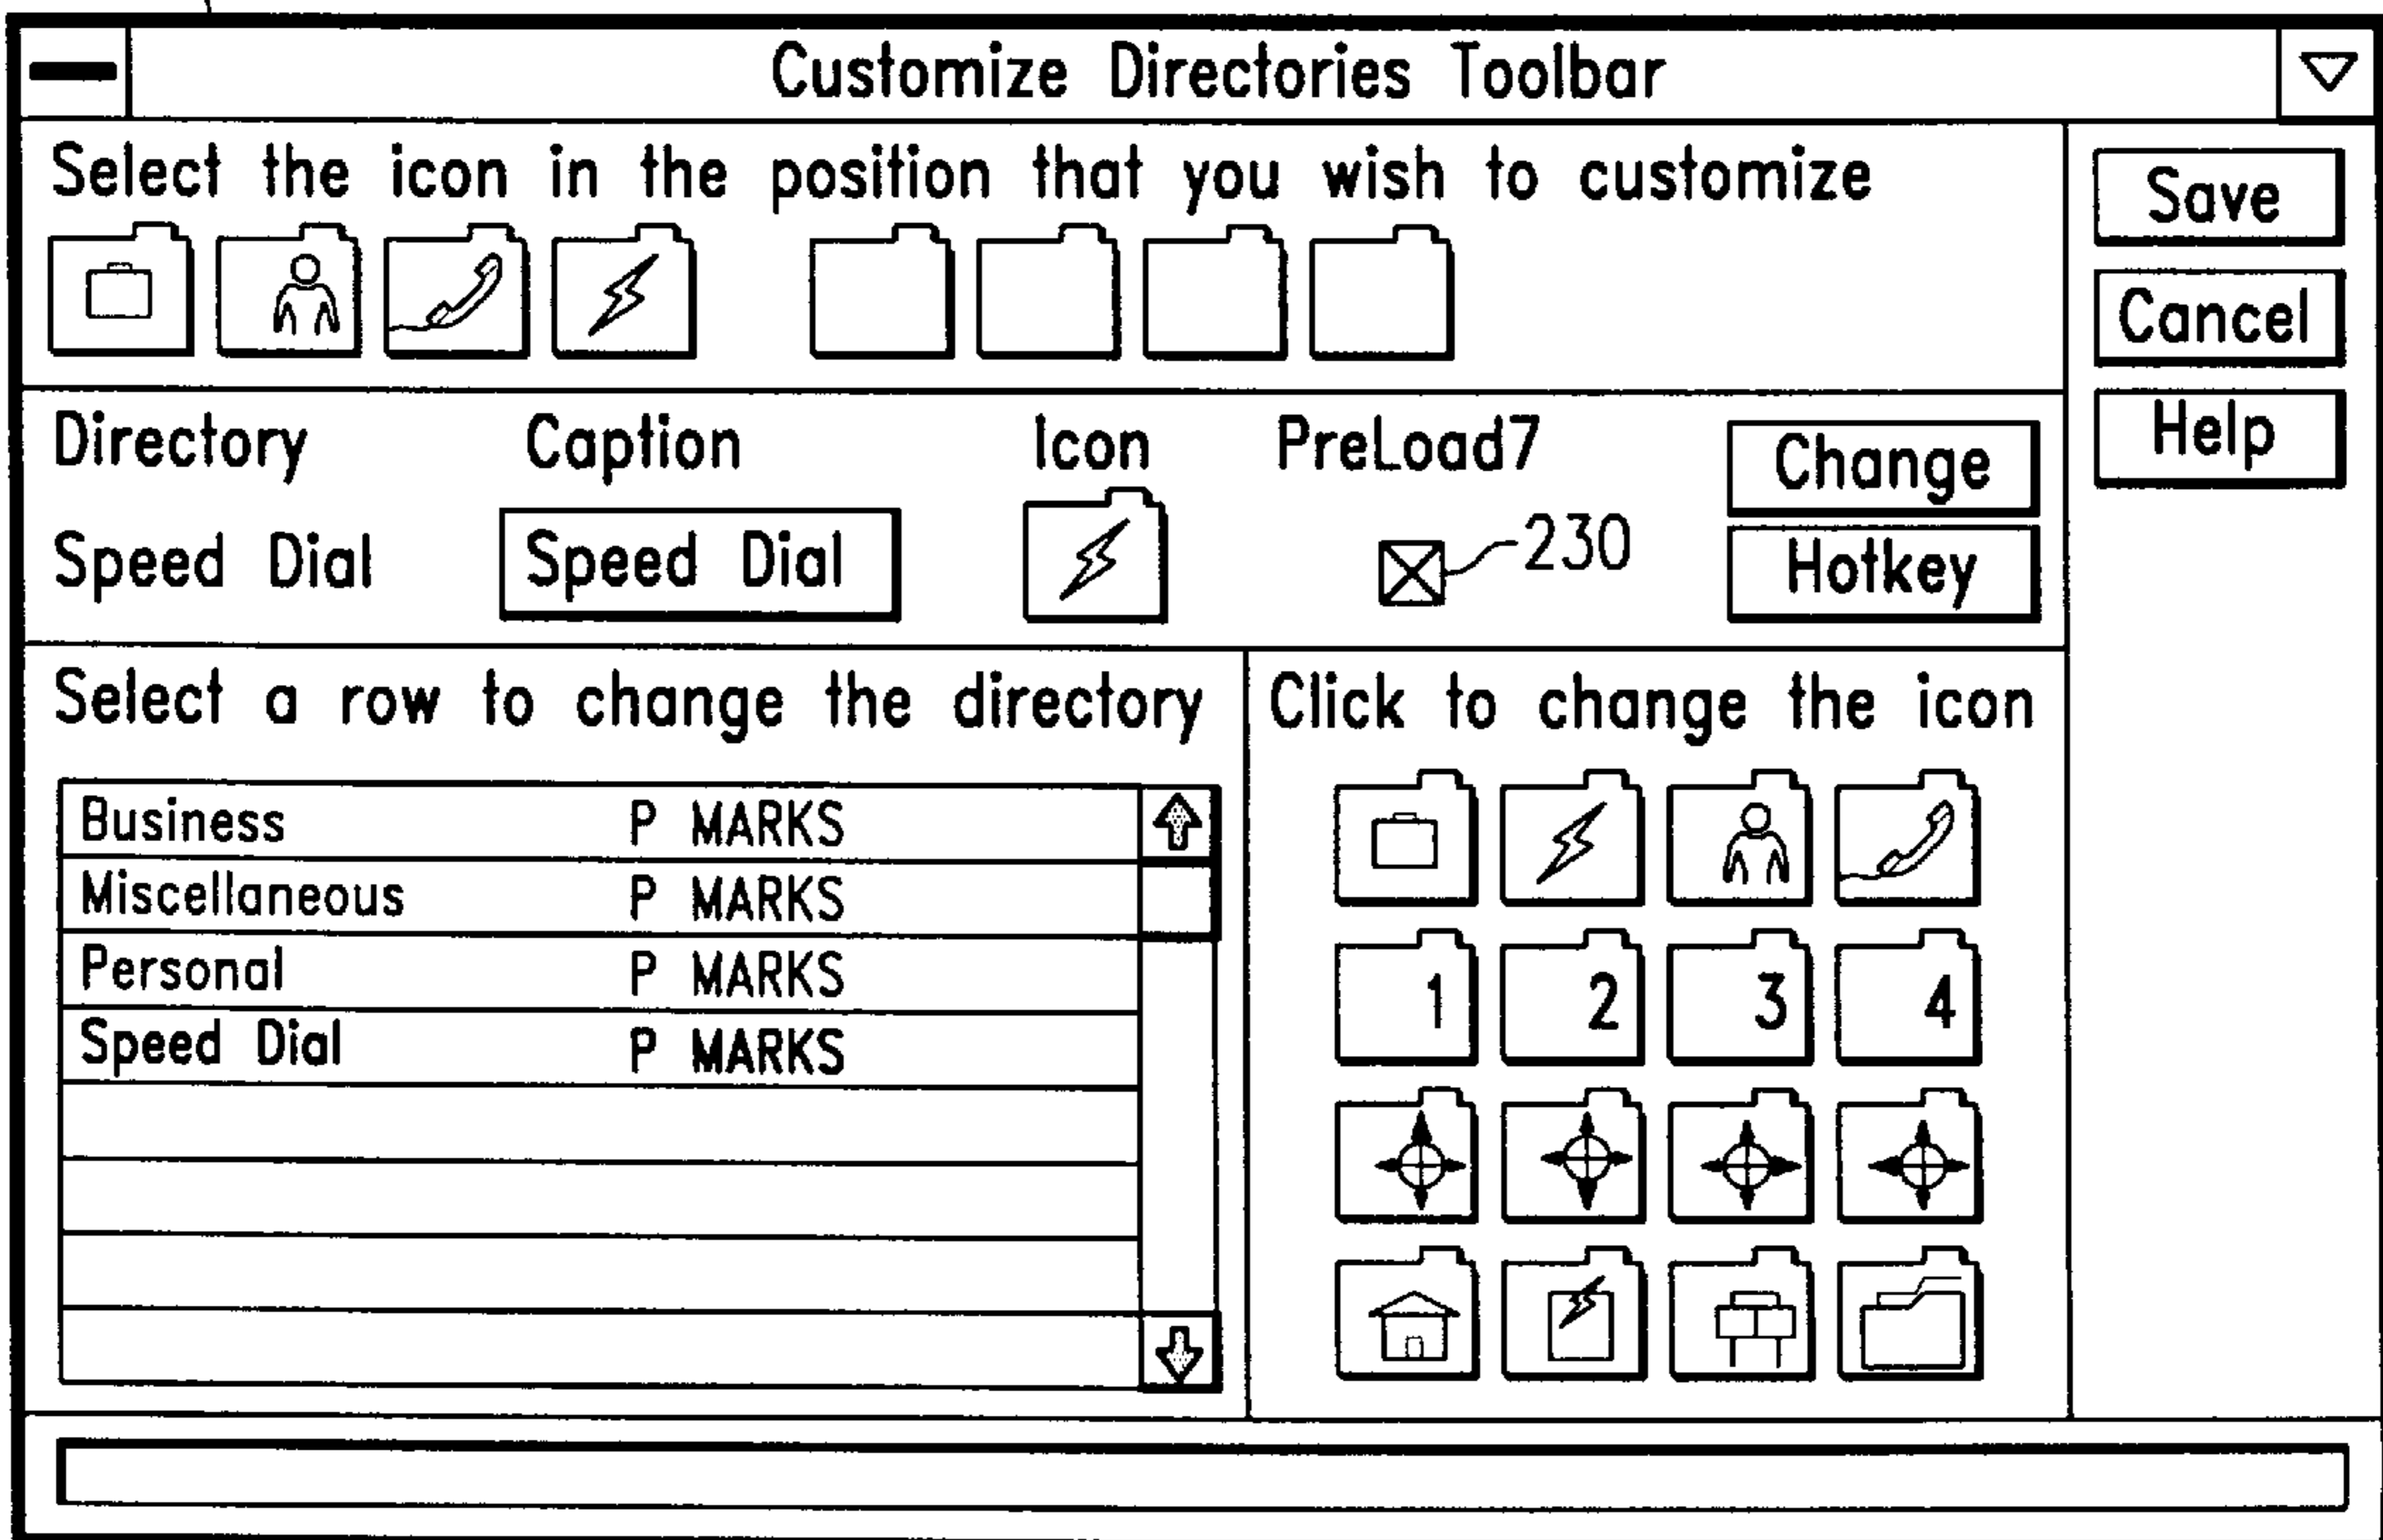 Customize Directories Toolbar
Select the icon in the position that you wish to customize
Save
Cancel
Help
Directory Caption Icon PreLoad7 Change
Speed Dial Speed Dial 230 Hotkey
Select a row to change the directory
Business P MARKS
Miscellaneous P MARKS
Personal P MARKS
Speed Dial P MARKS
Click to change the icon
1 2 3 4